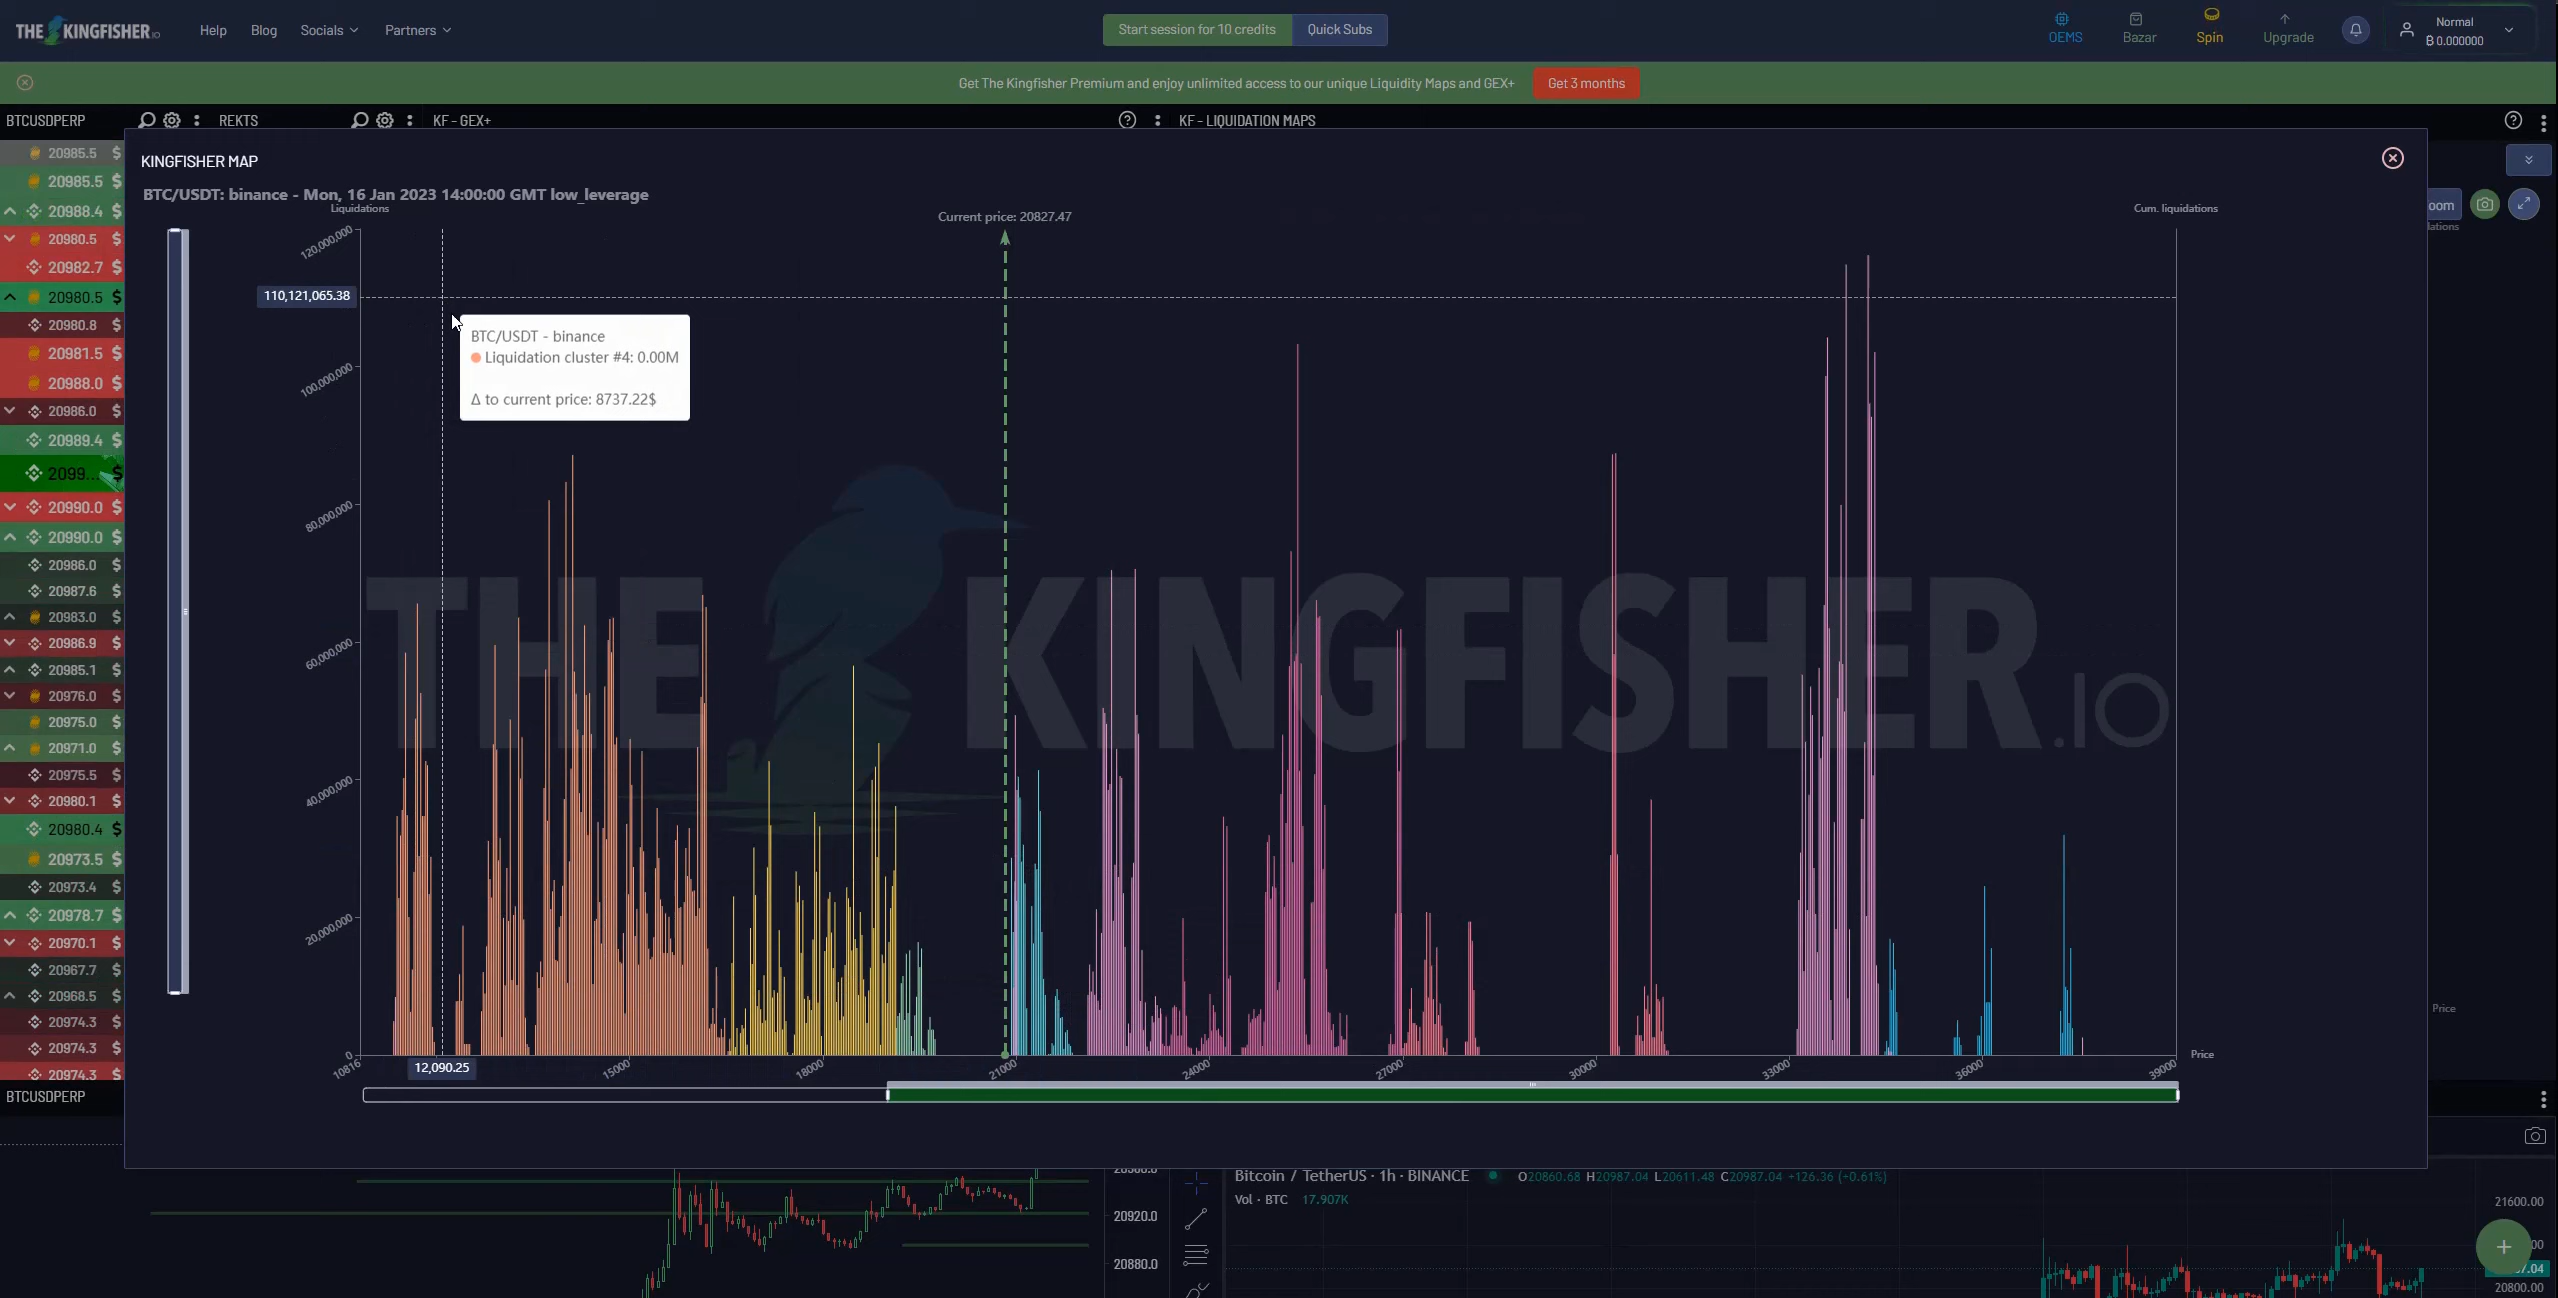 THE KINGFISHER.IO
Help Blog Socials Partners
Start session for 10 credits Quick Subs
OEMS Bazar Spin Upgrade
Normal
₿ 0.000000
Get The Kingfisher Premium and enjoy unlimited access to our unique Liquidity Maps and GEX+ Get 3 months
BTCUSDPERP REKTS KF - GEX+ KF - LIQUIDATION MAPS
20985.5 $
20985.5 $
20988.4 $
20980.5 $
20982.7 $
20980.5 $
20980.8 $
20981.5 $
20988.0 $
20986.0 $
20989.4 $
2099... $
20990.0 $
20990.0 $
20986.0 $
20987.6 $
20983.0 $
20986.9 $
20985.1 $
20976.0 $
20975.0 $
20971.0 $
20975.5 $
20980.1 $
20980.4 $
20973.5 $
20973.4 $
20978.7 $
20970.1 $
20967.7 $
20968.5 $
20974.3 $
20974.3 $
20974.3 $
BTCUSDPERP
KINGFISHER MAP
BTC/USDT: binance - Mon, 16 Jan 2023 14:00:00 GMT low_leverage
Liquidations
Current price: 20827.47
Cum. liquidations
120,000,000
110,121,065.38
100,000,000
80,000,000
60,000,000
40,000,000
20,000,000
0
BTC/USDT - binance
Liquidation cluster #4: 0.00M
Δ to current price: 8737.22$
THE KINGFISHER.IO
10816 12,090.25 15000 18000 21000 24000 27000 30000 33000 36000 39000
Price
oom
lations
Price
20920.0
20880.0
Bitcoin / TetherUS · 1h · BINANCE O20860.68 H20987.04 L20611.48 C20987.04 +126.36 (+0.61%)
Vol · BTC 17.907K
21600.00
00
7.04
20800.00